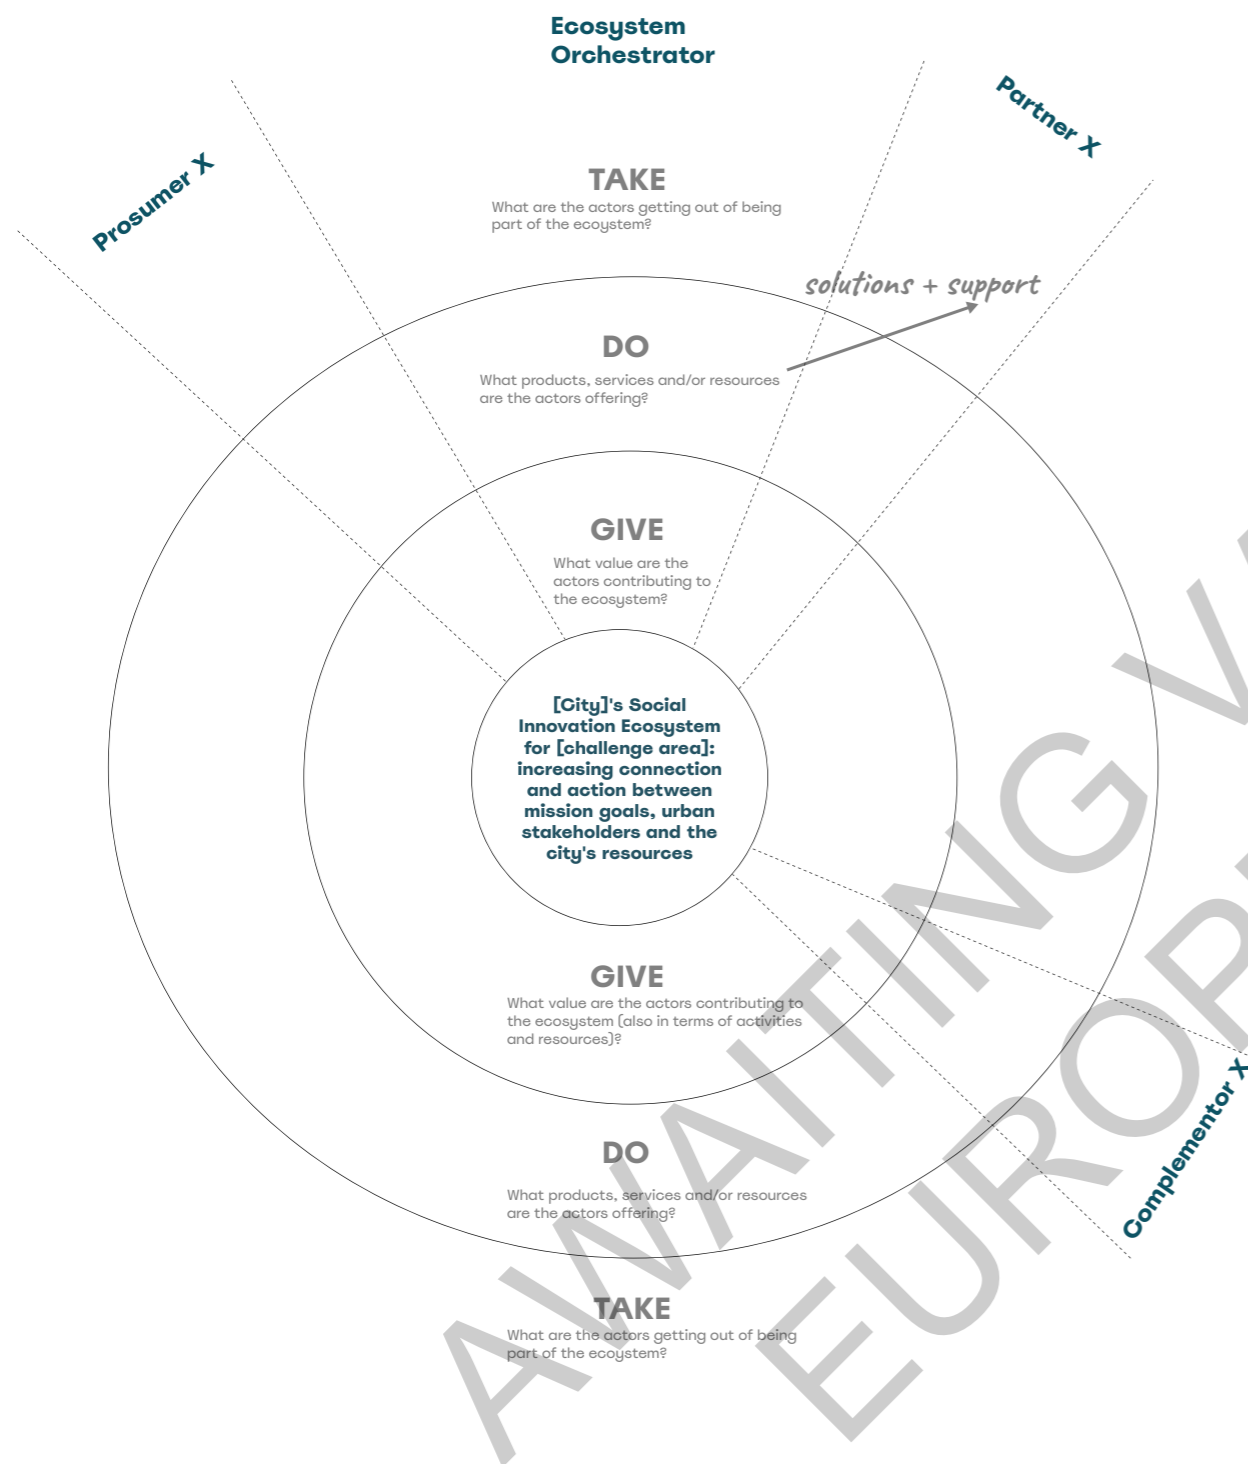 Ecosystem
Orchestrator
Partner X
Prosumer X
TAKE
What are the actors getting out of being
part of the ecoystem?
solutions + support
DO
What products, services and/or resources
are the actors offering?
GIVE
What value are the
actors contributing to
the ecosystem?
[City]'s Social
Innovation Ecosystem
for [challenge area]:
increasing connection
and action between
mission goals, urban
stakeholders and the
city's resources
GIVE
What value are the actors contributing to
the ecosystem (also in terms of activities
and resources)?
Complementor X
DO
What products, services and/or resources
are the actors offering?
TAKE
What are the actors getting out of being
part of the ecoystem?
AWAITING